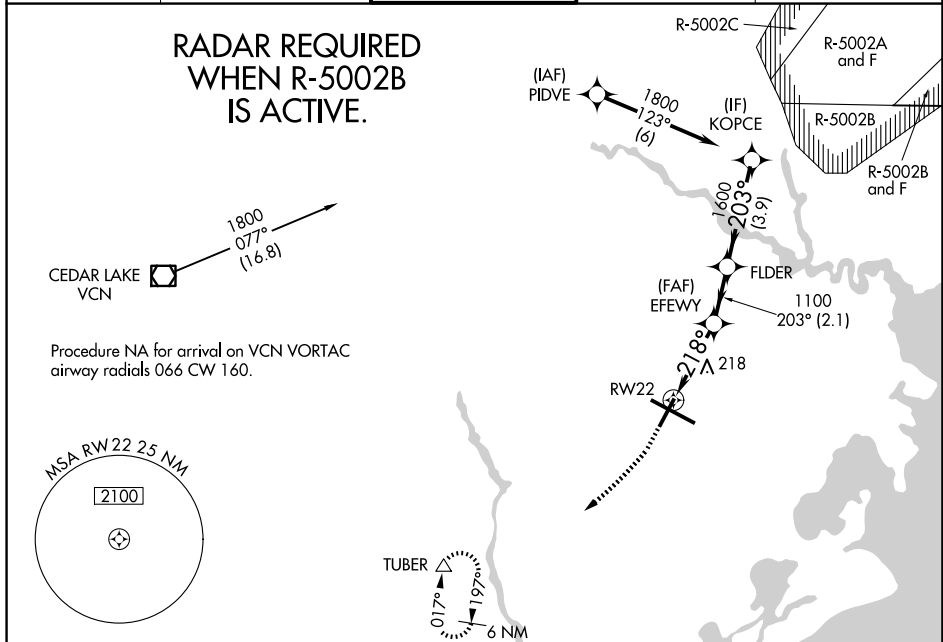 RADAR REQUIRED
WHEN R-5002B
IS ACTIVE.
R-5002C
R-5002A
and F
R-5002B
R-5002B
and F
(IAF)
PIDVE
1800
123°
(6)
(IF)
KOPCE
1600
203°
(3.9)
FLDER
(FAF)
EFEWY
1100
203° (2.1)
218°
218
RW22
1800
077°
(16.8)
CEDAR LAKE
VCN
Procedure NA for arrival on VCN VORTAC
airway radials 066 CW 160.
MSA RW22 25 NM
2100
TUBER
017°
197°
6 NM